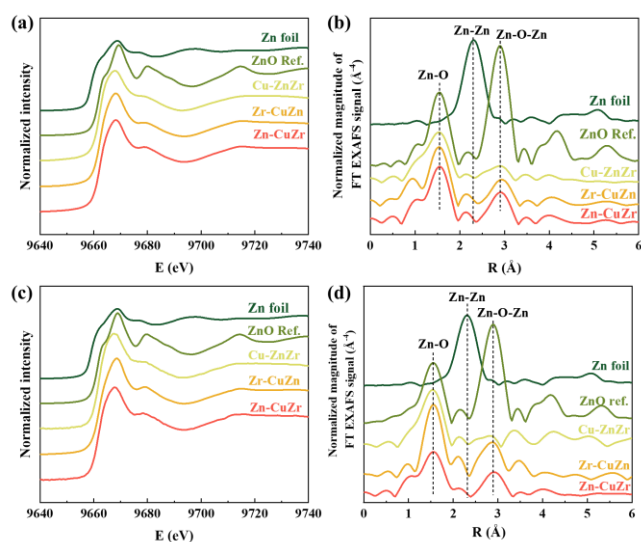 (a)
Zn foil
ZnO Ref.
Cu-ZnZr
Zr-CuZn
Zn-CuZr
Normalized intensity
9640 9660 9680 9700 9720 9740
E (eV)
(b)
Zn-Zn
Zn-O-Zn
Zn-O
Zn foil
ZnO Ref.
Cu-ZnZr
Zr-CuZn
Zn-CuZr
Normalized magnitude of
FT EXAFS signal (Å⁻⁴)
0 1 2 3 4 5 6
R (Å)
(c)
Zn foil
ZnO Ref.
Cu-ZnZr
Zr-CuZn
Zn-CuZr
Normalized intensity
9640 9660 9680 9700 9720 9740
E (eV)
(d)
Zn-Zn
Zn-O-Zn
Zn-O
Zn foil
ZnO ref.
Cu-ZnZr
Zr-CuZn
Zn-CuZr
Normalized magnitude of
FT EXAFS signal (Å⁻⁴)
0 1 2 3 4 5 6
R (Å)